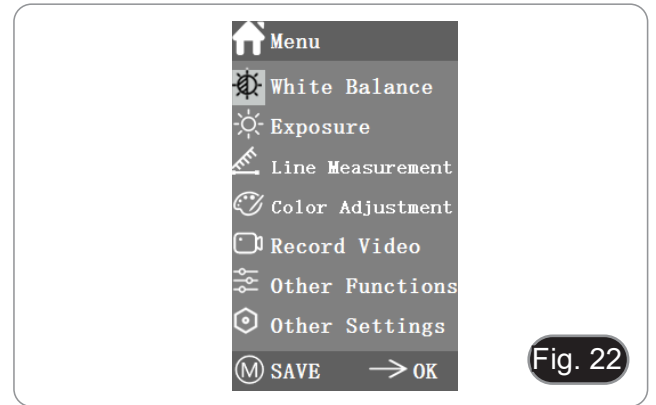 Menu
White Balance
Exposure
Line Measurement
Color Adjustment
Record Video
Other Functions
Other Settings
M SAVE → OK
Fig. 22